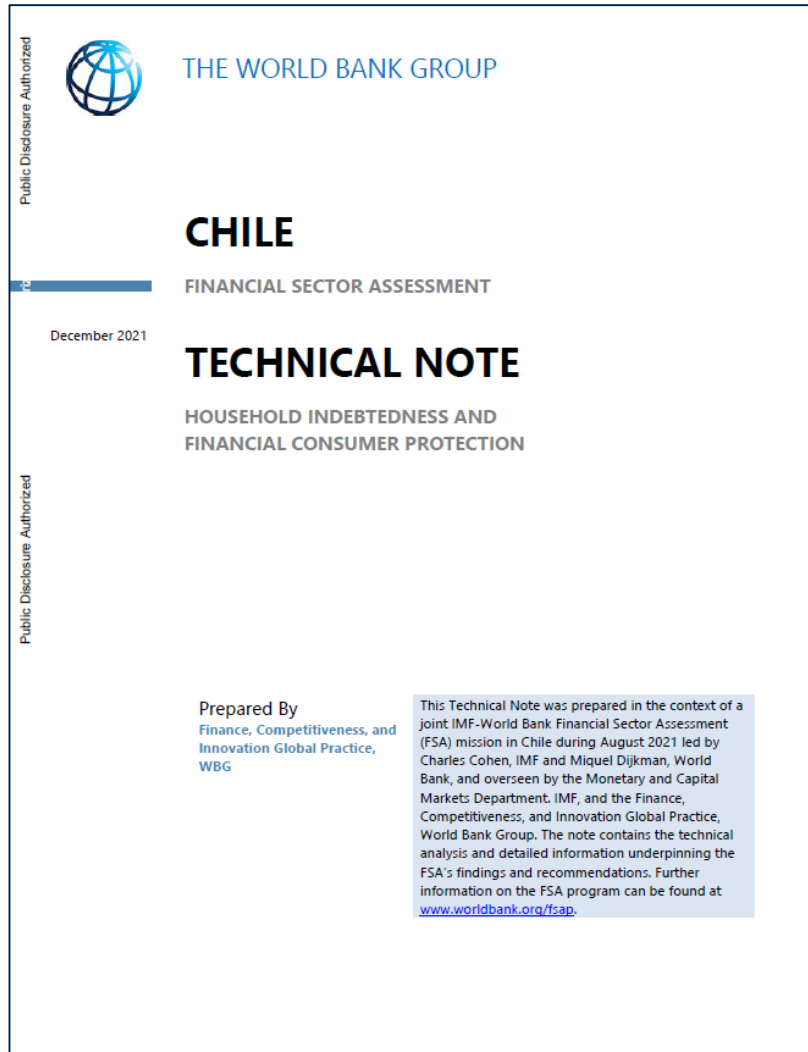 Public Disclosure Authorized
THE WORLD BANK GROUP
CHILE
FINANCIAL SECTOR ASSESSMENT
December 2021
TECHNICAL NOTE
HOUSEHOLD INDEBTEDNESS AND
FINANCIAL CONSUMER PROTECTION
Public Disclosure Authorized
Prepared By
Finance, Competitiveness, and
Innovation Global Practice,
WBG
This Technical Note was prepared in the context of a
joint IMF-World Bank Financial Sector Assessment
(FSA) mission in Chile during August 2021 led by
Charles Cohen, IMF and Miquel Dijkman, World
Bank, and overseen by the Monetary and Capital
Markets Department. IMF, and the Finance,
Competitiveness, and Innovation Global Practice,
World Bank Group. The note contains the technical
analysis and detailed information underpinning the
FSA's findings and recommendations. Further
information on the FSA program can be found at
www.worldbank.org/fsap.